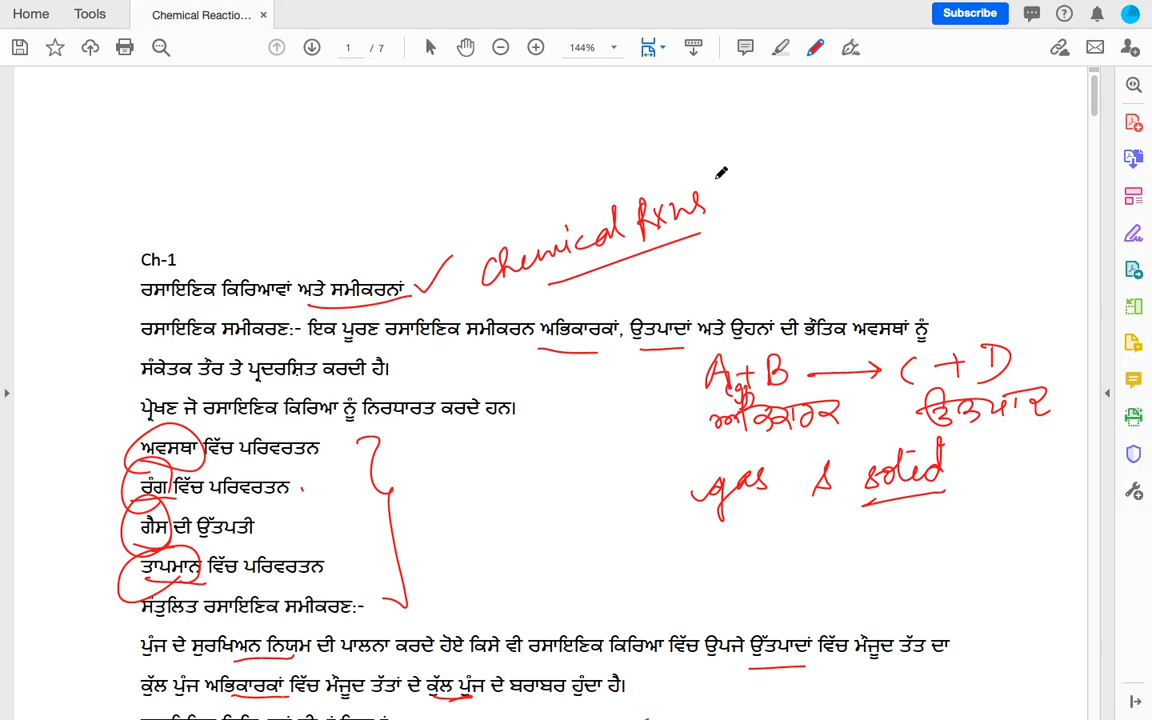 Home Tools Chemical Reactio... × Subscribe
1 / 7 144%
Chemical Rxns
Ch-1
ਰਸਾਇਣਿਕ ਕਿਰਿਆਵਾਂ ਅਤੇ ਸਮੀਕਰਨਾਂ
ਰਸਾਇਣਿਕ ਸਮੀਕਰਣ:- ਇਕ ਪੂਰਣ ਰਸਾਇਣਿਕ ਸਮੀਕਰਨ ਅਭਿਕਾਰਕਾਂ, ਉਤਪਾਦਾਂ ਅਤੇ ਉਹਨਾਂ ਦੀ ਭੌਤਿਕ ਅਵਸਥਾਂ ਨੂੰ
ਸੰਕੇਤਕ ਤੌਰ ਤੇ ਪ੍ਰਦਰਸ਼ਿਤ ਕਰਦੀ ਹੈ।
A + B → C + D
(g)
ਪ੍ਰੇਖਣ ਜੋ ਰਸਾਇਣਿਕ ਕਿਰਿਆ ਨੂੰ ਨਿਰਧਾਰਤ ਕਰਦੇ ਹਨ।
ਅਵਸਥਾ ਵਿੱਚ ਪਰਿਵਰਤਨ
gas s solid
ਰੰਗ ਵਿੱਚ ਪਰਿਵਰਤਨ
ਗੈਸ ਦੀ ਉੱਤਪਤੀ
ਤਾਪਮਾਨ ਵਿੱਚ ਪਰਿਵਰਤਨ
ਸੰਤੁਲਿਤ ਰਸਾਇਣਿਕ ਸਮੀਕਰਣ:-
ਪੁੰਜ ਦੇ ਸੁਰਖਿਅਨ ਨਿਯਮ ਦੀ ਪਾਲਨਾ ਕਰਦੇ ਹੋਏ ਕਿਸੇ ਵੀ ਰਸਾਇਣਿਕ ਕਿਰਿਆ ਵਿੱਚ ਉਪਜੇ ਉੱਤਪਾਦਾਂ ਵਿੱਚ ਮੌਜੂਦ ਤੱਤ ਦਾ
ਕੁੱਲ ਪੁੰਜ ਅਭਿਕਾਰਕਾਂ ਵਿੱਚ ਮੌਜੂਦ ਤੱਤਾਂ ਦੇ ਕੁੱਲ ਪੁੰਜ ਦੇ ਬਰਾਬਰ ਹੁੰਦਾ ਹੈ।